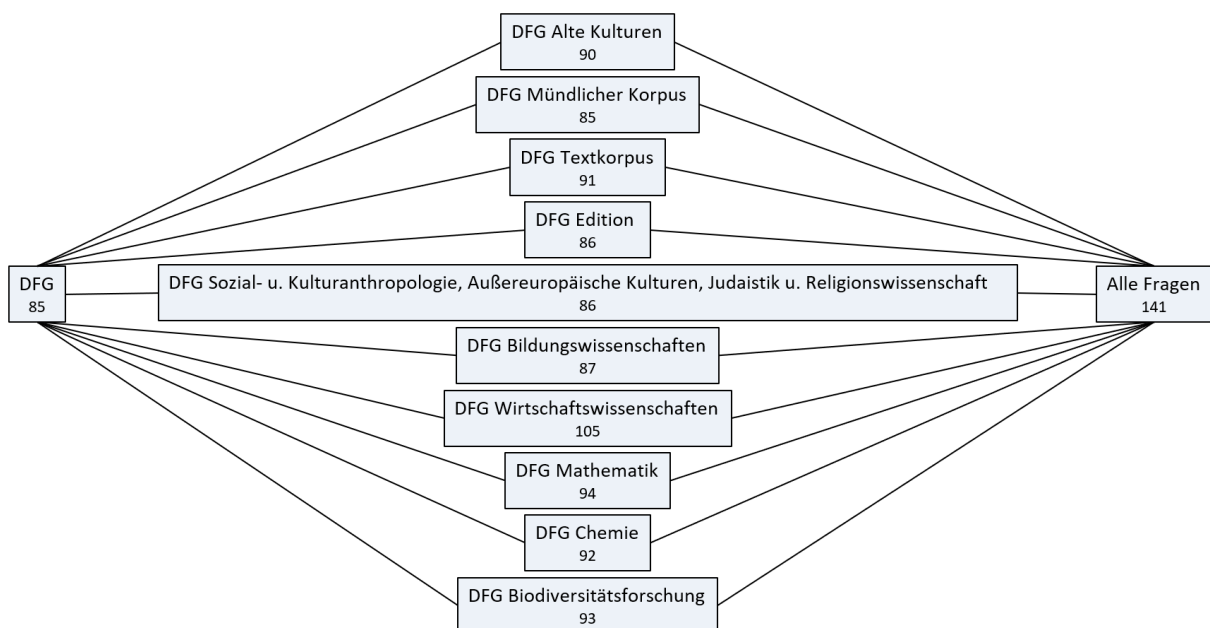 DFG Alte Kulturen
90
DFG Mündlicher Korpus
85
DFG Textkorpus
91
DFG Edition
86
DFG
85
DFG Sozial- u. Kulturanthropologie, Außereuropäische Kulturen, Judaistik u. Religionswissenschaft
86
Alle Fragen
141
DFG Bildungswissenschaften
87
DFG Wirtschaftswissenschaften
105
DFG Mathematik
94
DFG Chemie
92
DFG Biodiversitätsforschung
93